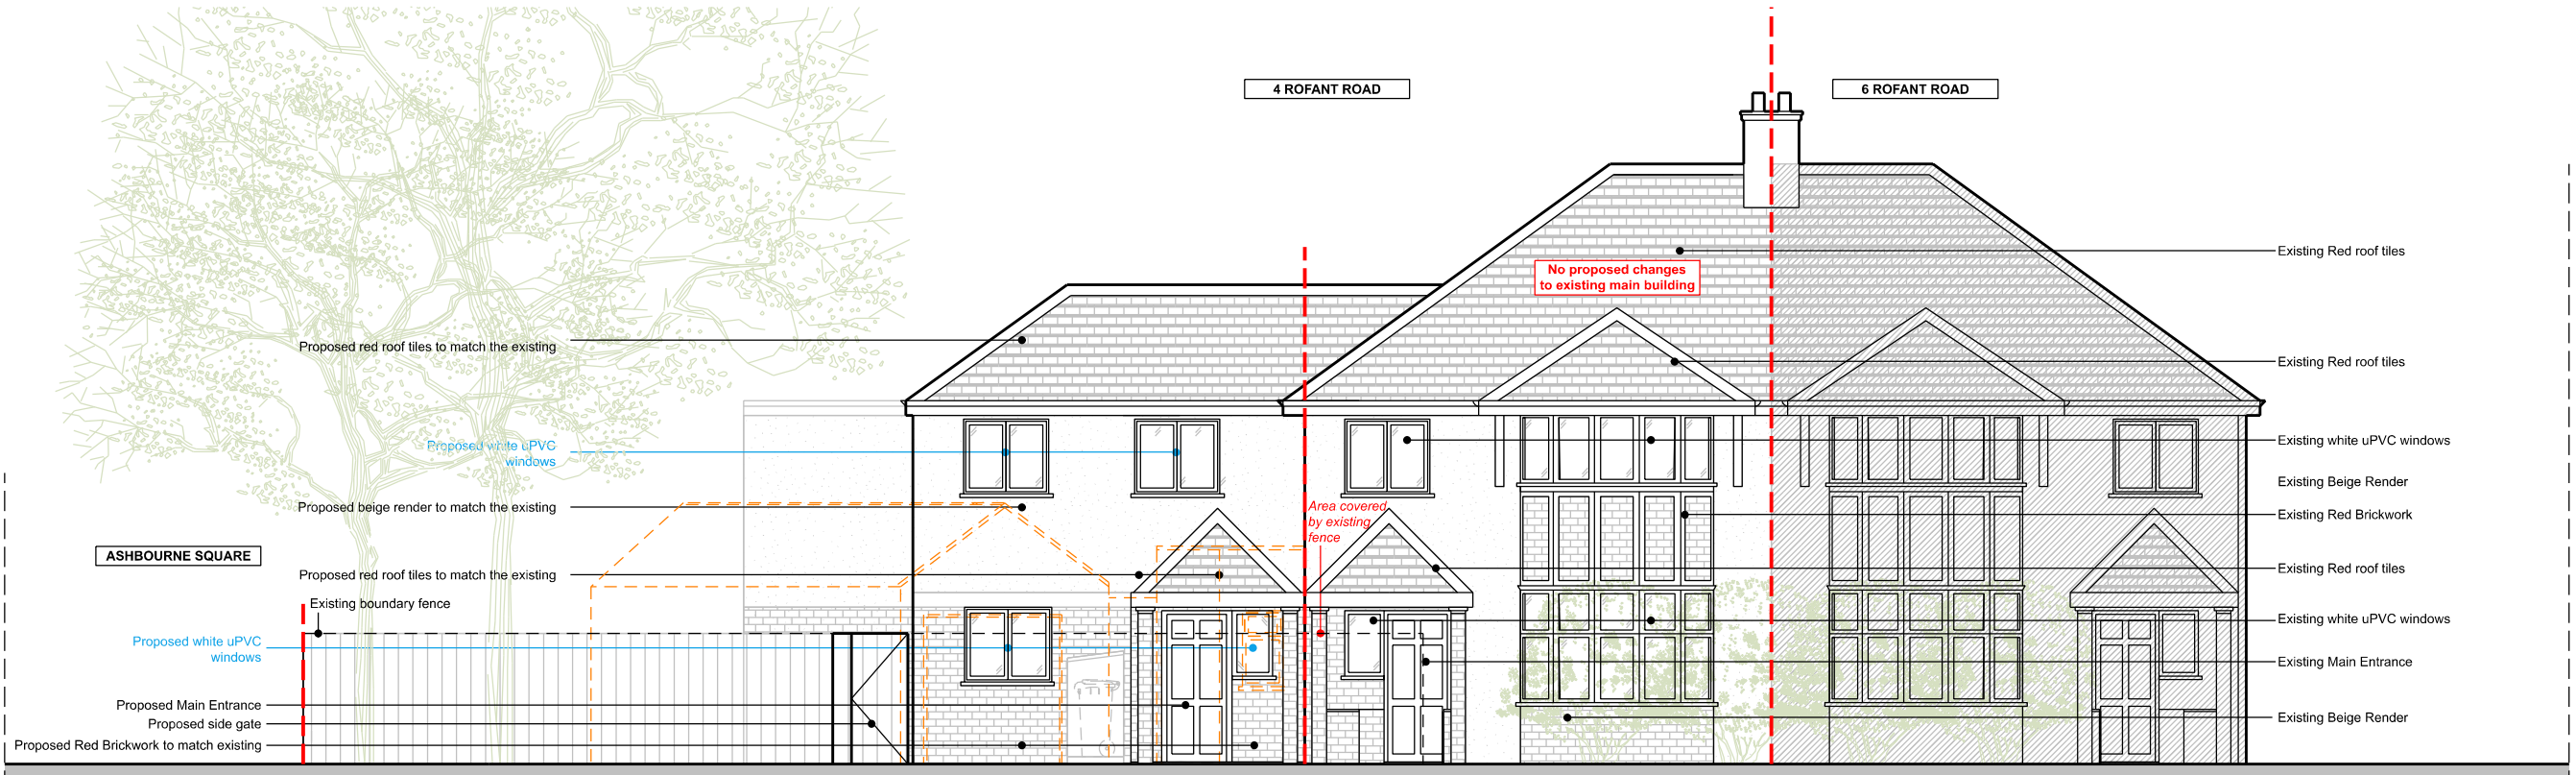 4 ROFANT ROAD
6 ROFANT ROAD
Existing Red roof tiles
No proposed changes
to existing main building
Proposed red roof tiles to match the existing
Existing Red roof tiles
Proposed white uPVC
windows
Existing white uPVC windows
Existing Beige Render
Proposed beige render to match the existing
Area covered
by existing
fence
Existing Red Brickwork
ASHBOURNE SQUARE
Proposed red roof tiles to match the existing
Existing Red roof tiles
Existing boundary fence
Existing white uPVC windows
Proposed white uPVC
windows
Existing Main Entrance
Proposed Main Entrance
Proposed side gate
Existing Beige Render
Proposed Red Brickwork to match existing